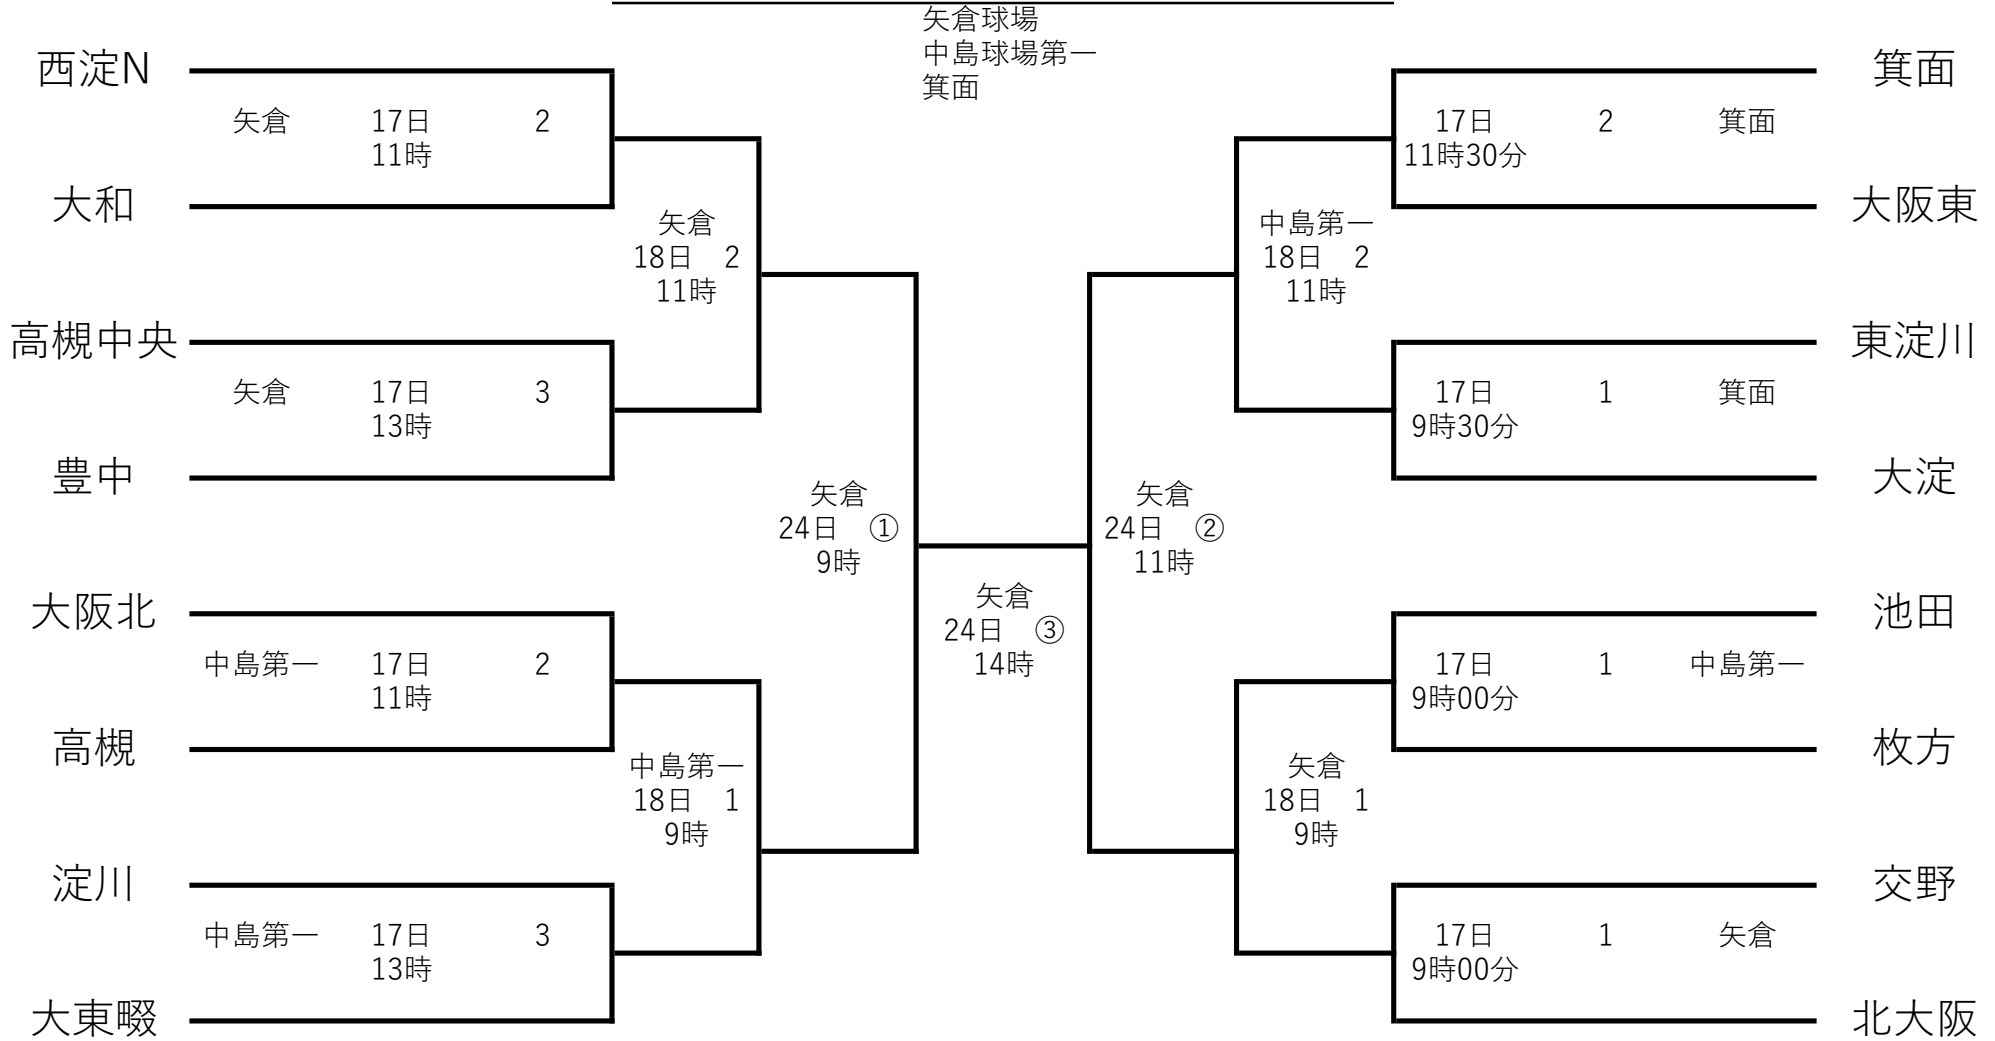 矢倉球場
中島球場第一
箕面
西淀N
矢倉 17日 2
11時
大和
矢倉
18日 2
11時
高槻中央
矢倉 17日 3
13時
豊中
矢倉
24日 ①
9時
大阪北
中島第一 17日 2
11時
高槻
中島第一
18日 1
9時
淀川
中島第一 17日 3
13時
大東畷
矢倉
24日 ③
14時
箕面
17日 2 箕面
11時30分
大阪東
中島第一
18日 2
11時
東淀川
17日 1 箕面
9時30分
大淀
矢倉
24日 ②
11時
池田
17日 1 中島第一
9時00分
枚方
矢倉
18日 1
9時
交野
17日 1 矢倉
9時00分
北大阪